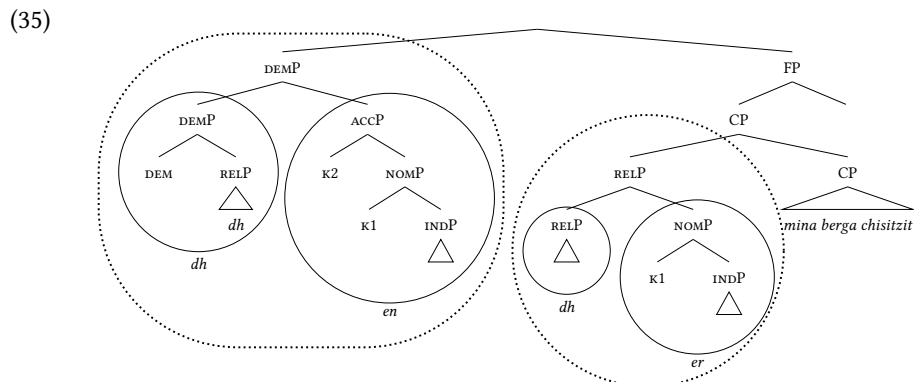 (35)
DEMP FP
DEMP ACCP CP
DEM RELP K2 NOMP RELP CP
dh K1 INDP RELP NOMP mina berga chisitzit
dh K1 INDP
en dh
er